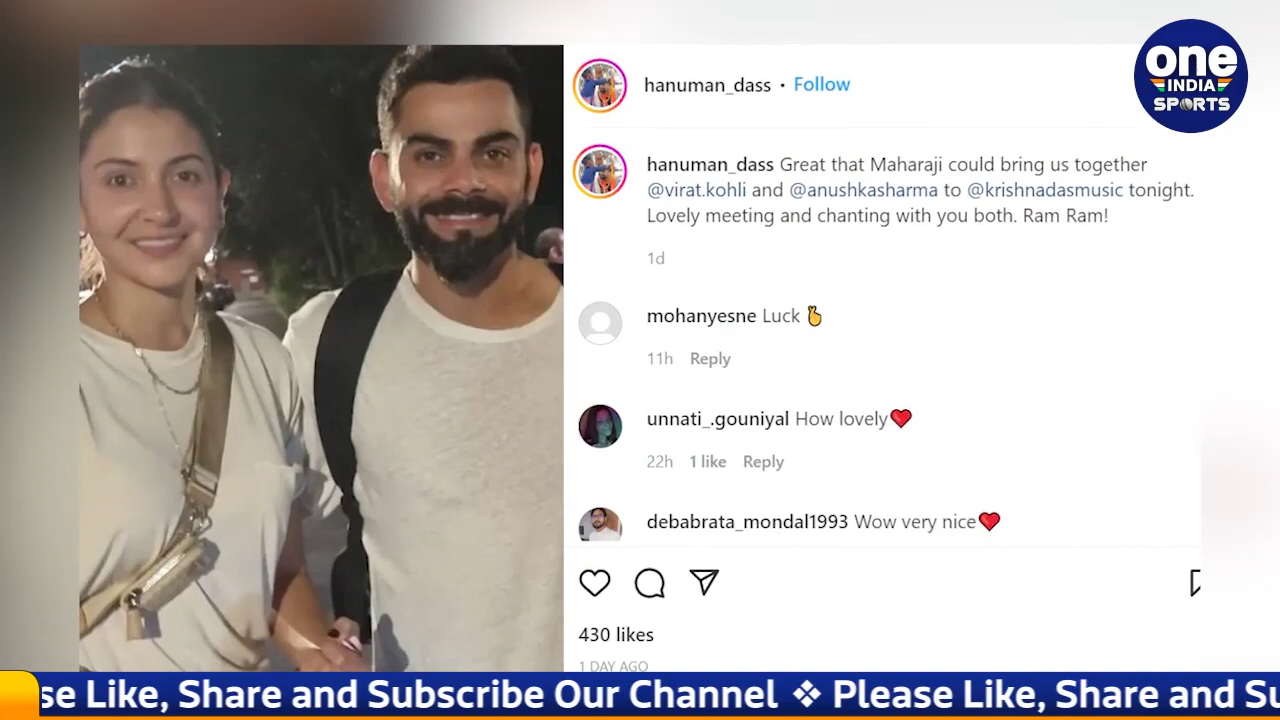 one
INDIA
SPORTS
hanuman_dass • Follow
hanuman_dass Great that Maharaji could bring us together
@virat.kohli and @anushkasharma to @krishnadasmusic tonight.
Lovely meeting and chanting with you both. Ram Ram!
1d
mohanyesne Luck 🫰
11h Reply
unnati_.gouniyal How lovely❤️
22h 1 like Reply
debabrata_mondal1993 Wow very nice❤️
430 likes
1 DAY AGO
se Like, Share and Subscribe Our Channel ❖ Please Like, Share and Su